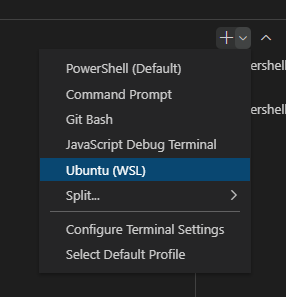 PowerShell (Default)
ershell
Command Prompt
Git Bash
ershell
JavaScript Debug Terminal
Ubuntu (WSL)
Split...
Configure Terminal Settings
Select Default Profile